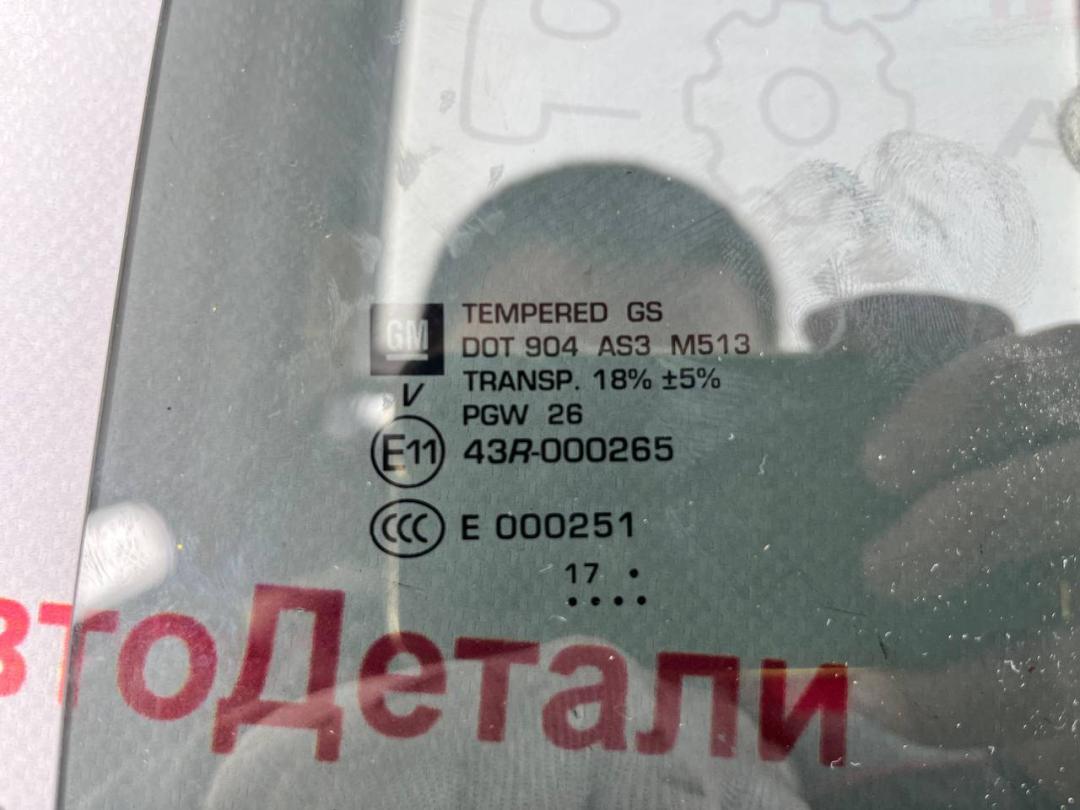 GM
TEMPERED GS
DOT 904 AS3 M513
TRANSP. 18% ±5%
V
PGW 26
E11 43R-000265
CCC E 000251
17
втоДетали